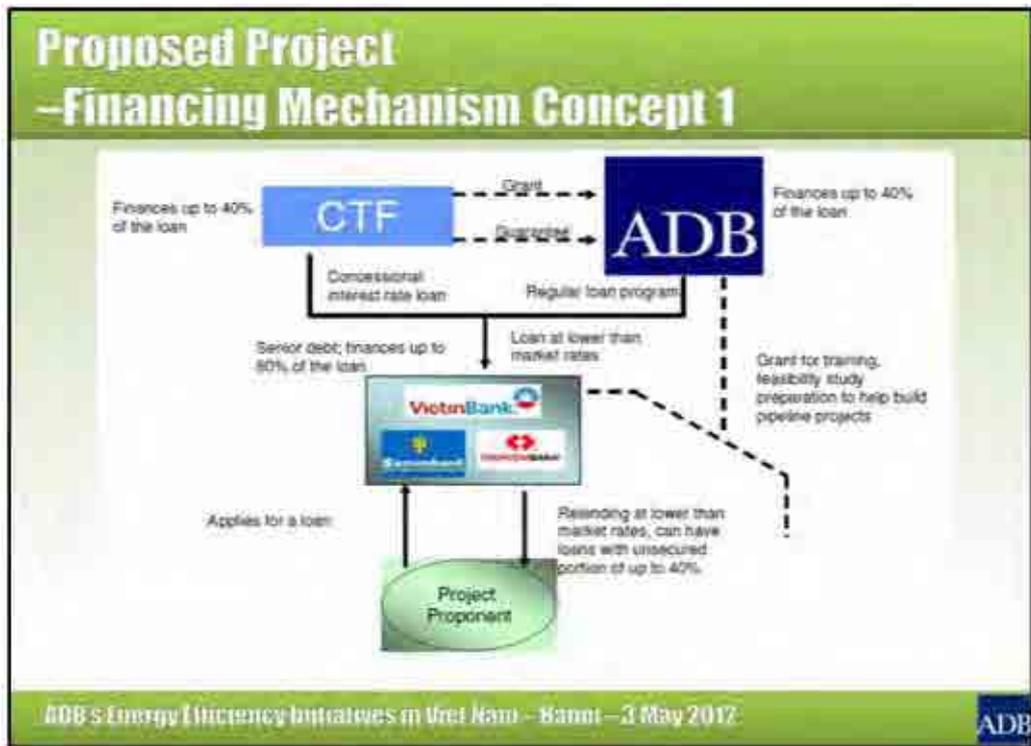 Proposed Project
–Financing Mechanism Concept 1
Finances up to 40%
of the loan
CTF
Grant
Guarantee
ADB
Finances up to 40%
of the loan
Concessional
interest rate loan
Regular loan program
Senior debt; finances up to
80% of the loan
Loan at lower than
market rates
Grant for training,
feasibility study
preparation to help build
pipeline projects
VietinBank
Applies for a loan
Relending at lower than
market rates, can have
loans with unsecured
portion of up to 40%
Project
Proponent
ADB's Energy Efficiency Initiatives in Viet Nam – Hanoi – 3 May 2012
ADB